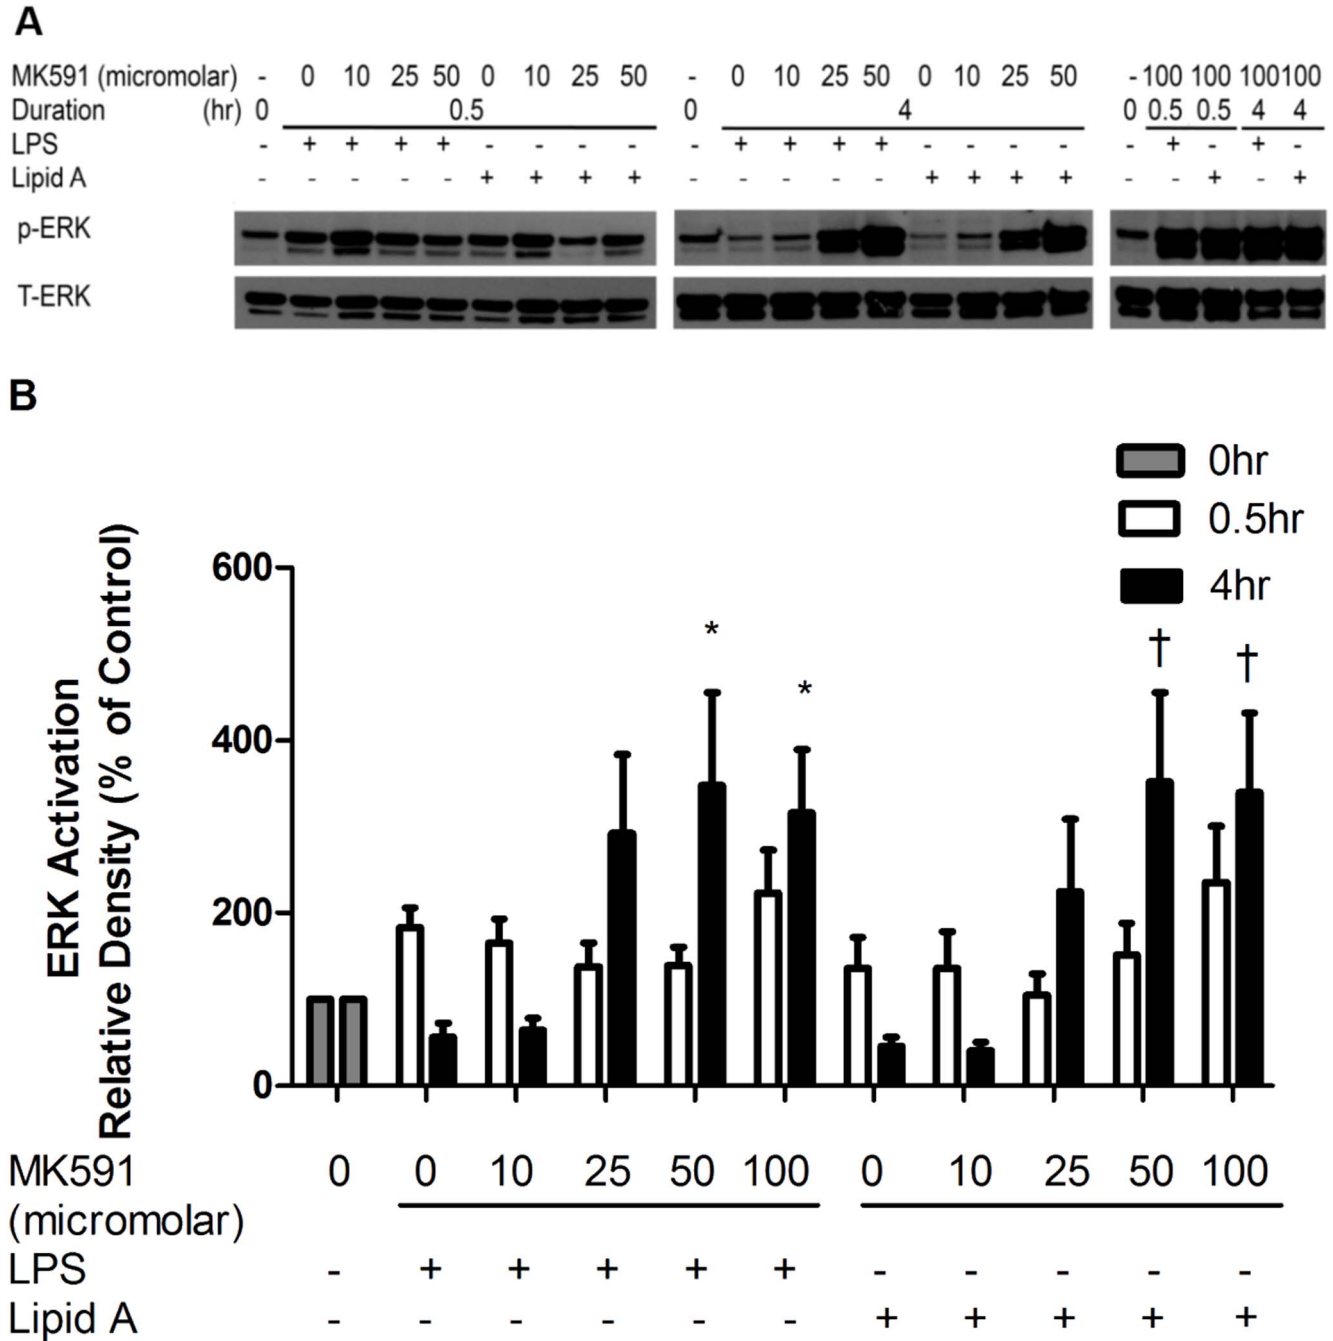 A
MK591 (micromolar) - 0 10 25 50 0 10 25 50 - 0 10 25 50 0 10 25 50 - 100 100 100 100
Duration (hr) 0 0.5 0 4 0 0.5 0.5 4 4
LPS - + + + + - - - - - + + + + - - - - - + - + -
Lipid A - - - - - + + + + - - - - - + + + + - - + - +
p-ERK
T-ERK
B
0hr
0.5hr
4hr
ERK Activation
Relative Density (% of Control)
600
400
200
0
* * † †
MK591 0 0 10 25 50 100 0 10 25 50 100
(micromolar)
LPS - + + + + + - - - - -
Lipid A - - - - - - + + + + +